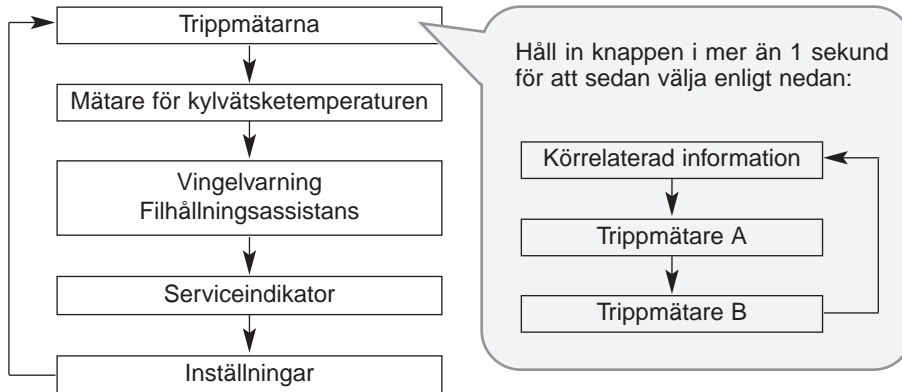 Trippmätarna
Mätare för kylvätsketemperaturen
Vingelvarning
Filhållningsassistans
Serviceindikator
Inställningar
Håll in knappen i mer än 1 sekund
för att sedan välja enligt nedan:
Körrelaterad information
Trippmätare A
Trippmätare B